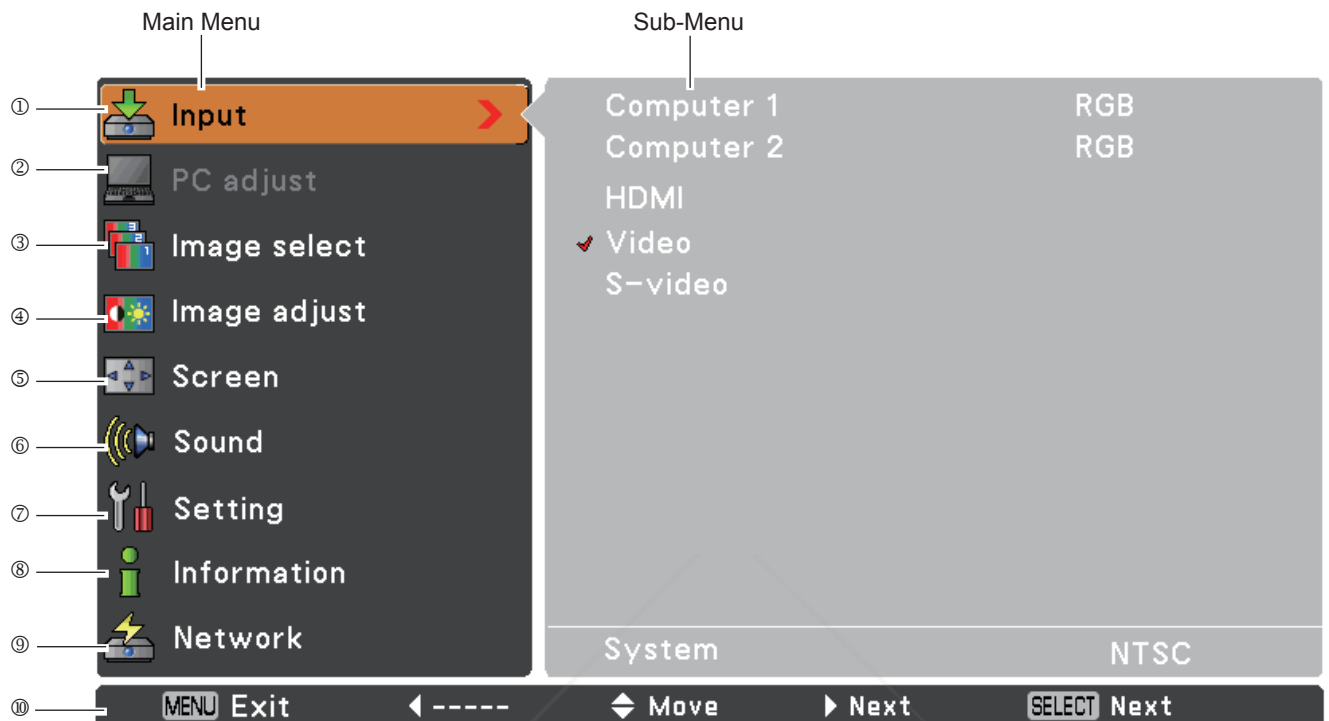 Main Menu Sub-Menu
① Input Computer 1 RGB
Computer 2 RGB
② PC adjust
HDMI
③ Image select Video
S-video
④ Image adjust
⑤ Screen
⑥ Sound
⑦ Setting
⑧ Information
⑨ Network System NTSC
⑩ MENU Exit ----- Move Next SELECT Next